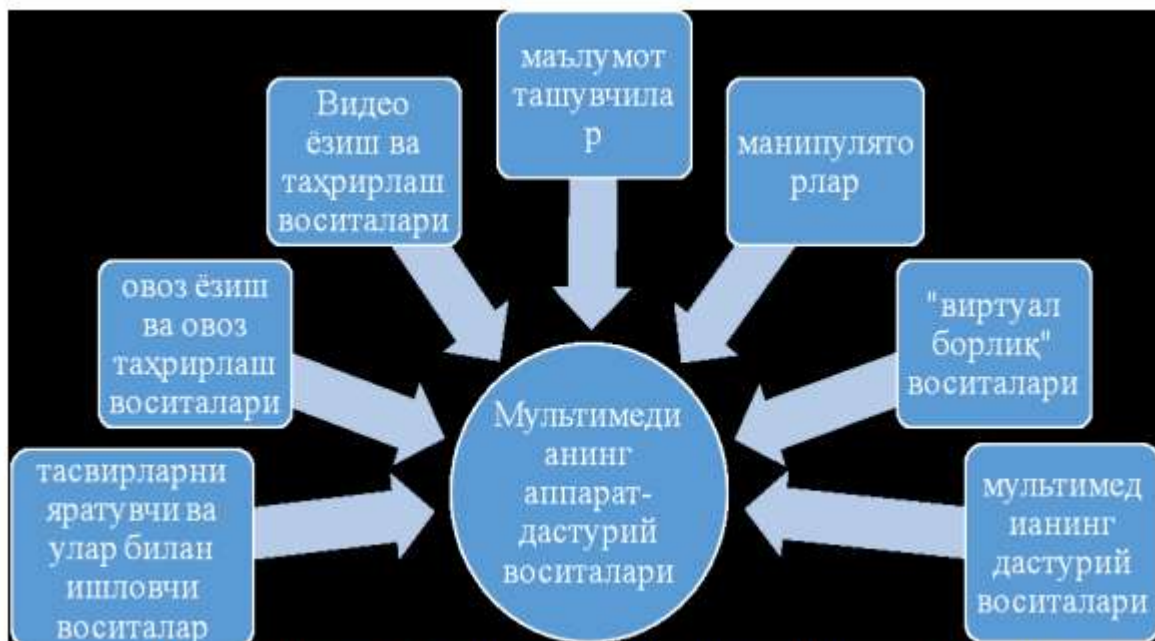 маълумот
ташувчила
р
Видео
ёзиш ва
таҳрирлаш
воситалари
манипулято
рлар
овоз ёзиш
ва овоз
таҳрирлаш
воситалари
"виртуал
борлиқ"
воситалари
тасвирларни
яратувчи ва
улар билан
ишловчи
воситалар
Мультимеди
анинг
аппарат-
дастурий
воситалари
мультимед
ианинг
дастурий
воситалари